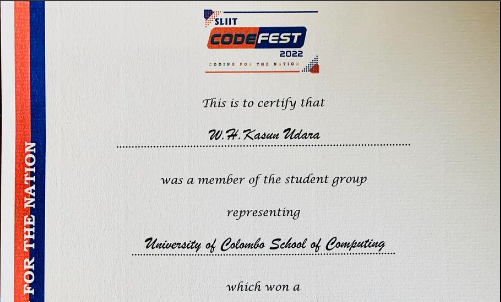 SLIIT
CODEFEST
2022
CODING FOR THE NATION
This is to certify that
W.H.Kasun Udara
was a member of the student group
representing
University of Colombo School of Computing
which won a
FOR THE NATION